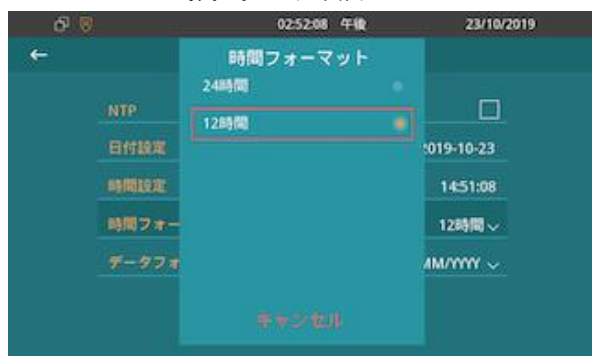 02:52:08 午後 23/10/2019
時間フォーマット
24時間
12時間
NTP
日付設定 2019-10-23
時間設定 14:51:08
時間フォー 12時間
データフォ MM/YYYY
キャンセル